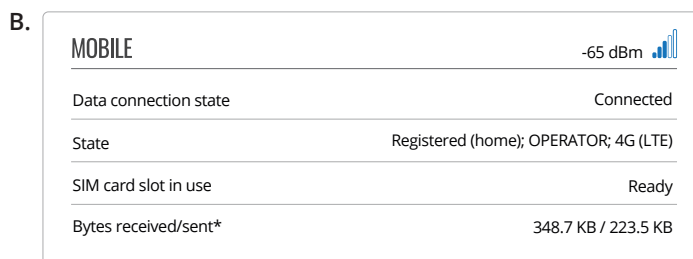 B.
MOBILE -65 dBm
Data connection state Connected
State Registered (home); OPERATOR; 4G (LTE)
SIM card slot in use Ready
Bytes received/sent* 348.7 KB / 223.5 KB